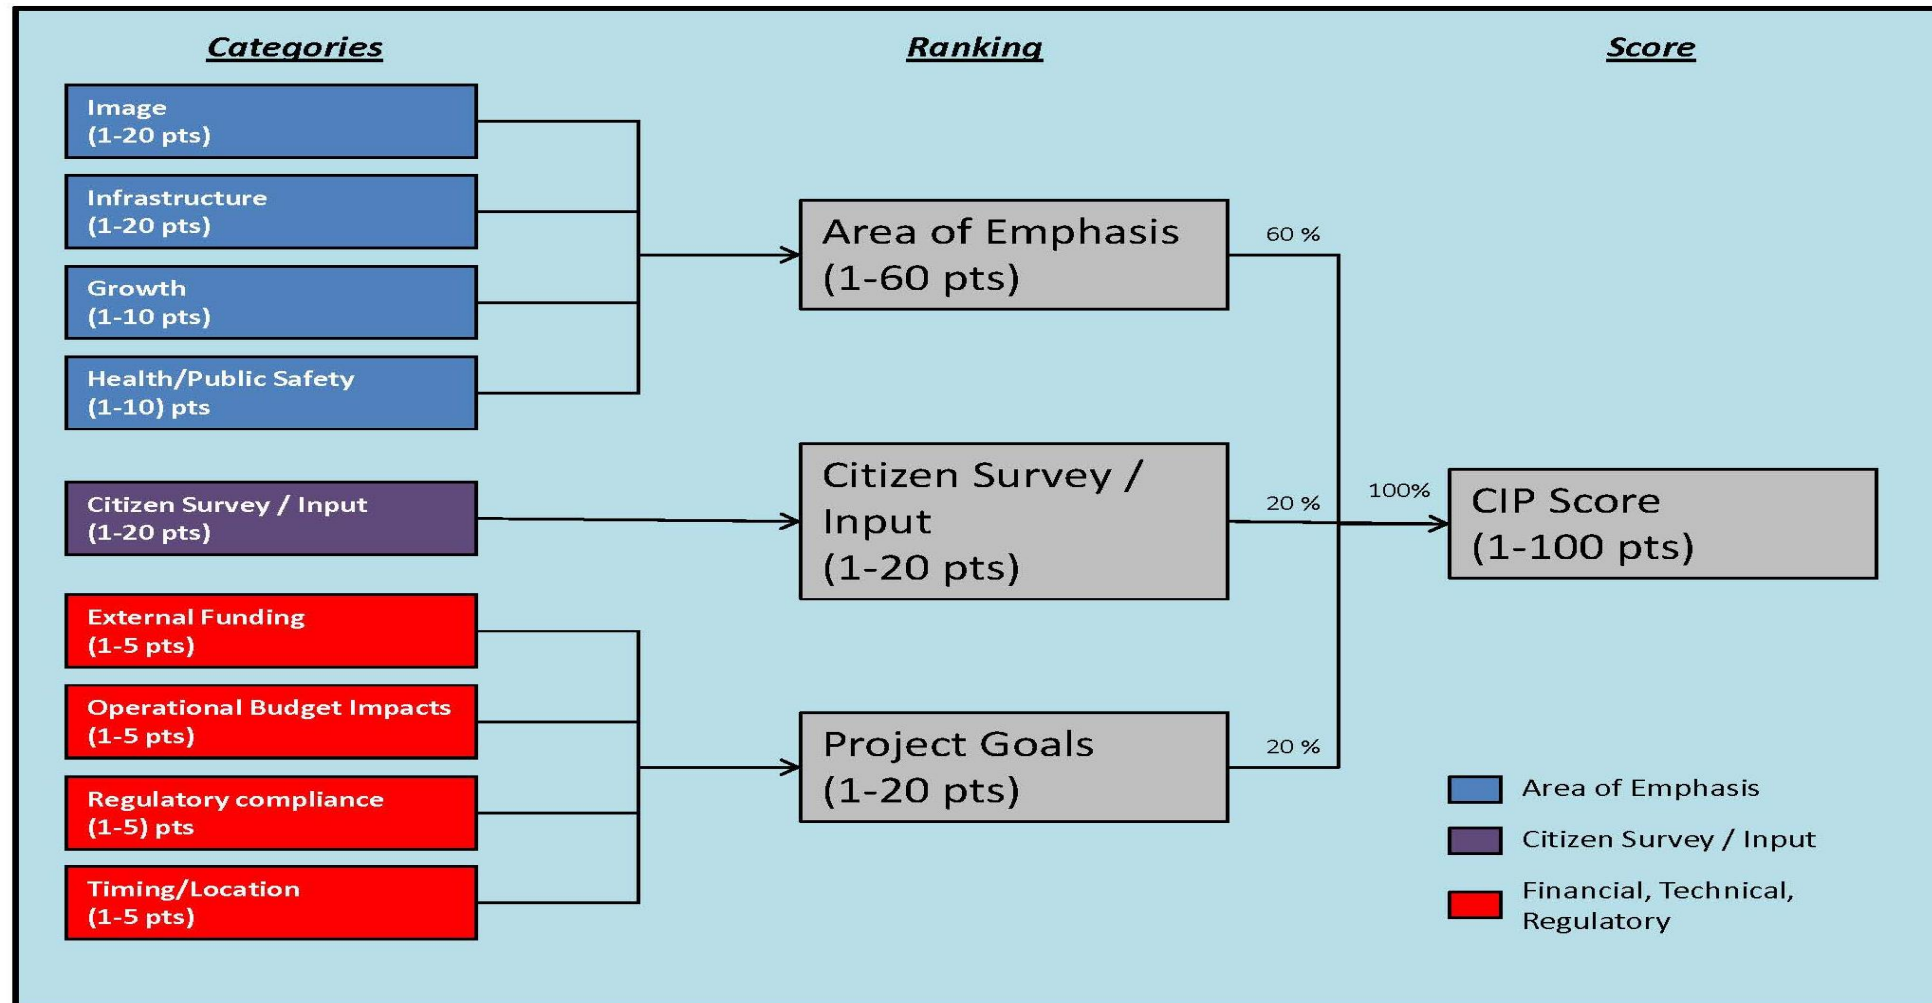 Categories
Ranking
Score
Image
(1-20 pts)
Infrastructure
(1-20 pts)
Growth
(1-10 pts)
Health/Public Safety
(1-10) pts
Citizen Survey / Input
(1-20 pts)
External Funding
(1-5 pts)
Operational Budget Impacts
(1-5 pts)
Regulatory compliance
(1-5) pts
Timing/Location
(1-5 pts)
Area of Emphasis
(1-60 pts)
Citizen Survey /
Input
(1-20 pts)
Project Goals
(1-20 pts)
60 %
20 %
20 %
100%
CIP Score
(1-100 pts)
Area of Emphasis
Citizen Survey / Input
Financial, Technical,
Regulatory